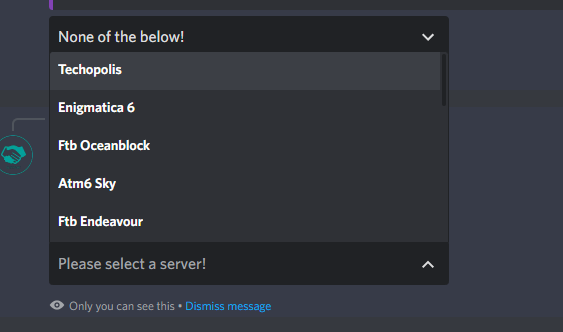 None of the below!
Techopolis
Enigmatica 6
Ftb Oceanblock
Atm6 Sky
Ftb Endeavour
Please select a server!
Only you can see this • Dismiss message